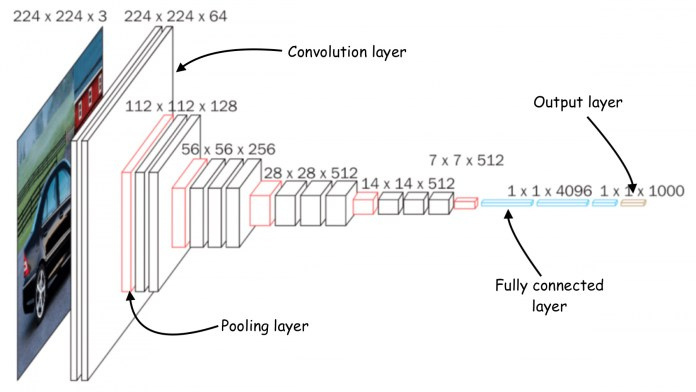 224 x 224 x 3
224 x 224 x 64
Convolution layer
112 x 112 x 128
Output layer
56 x 56 x 256
7 x 7 x 512
28 x 28 x 512
14 x 14 x 512
1 x 1 x 4096
1 x 1 x 1000
Fully connected
layer
Pooling layer